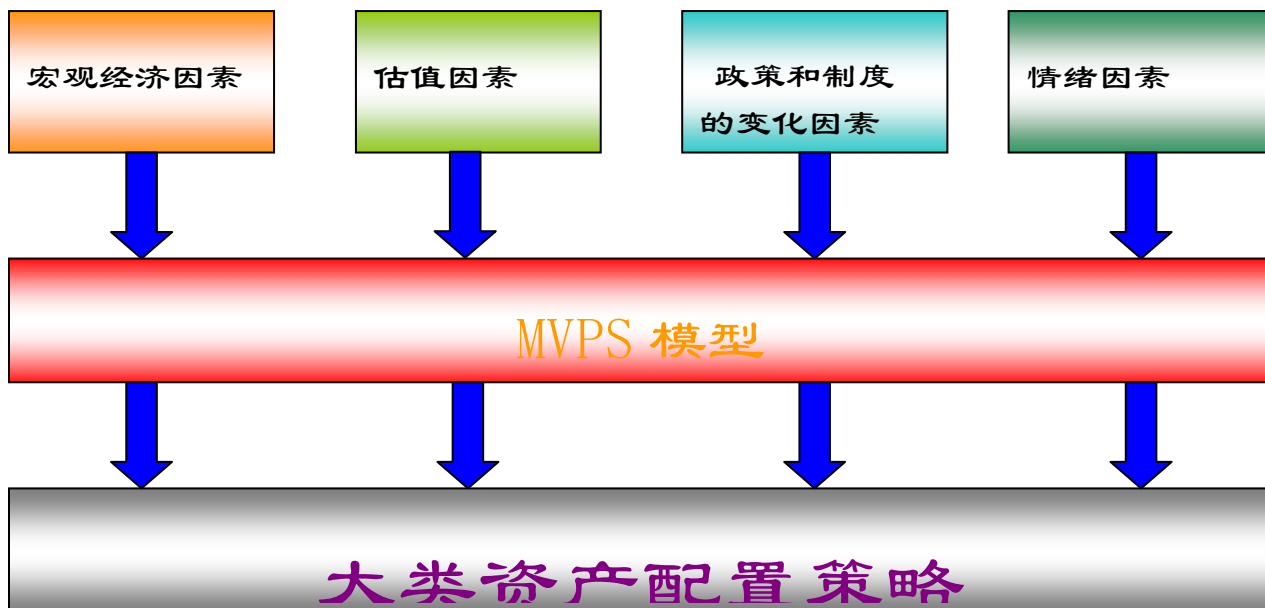 宏观经济因素
估值因素
政策和制度
的变化因素
情绪因素
MVPS 模型
大类资产配置策略